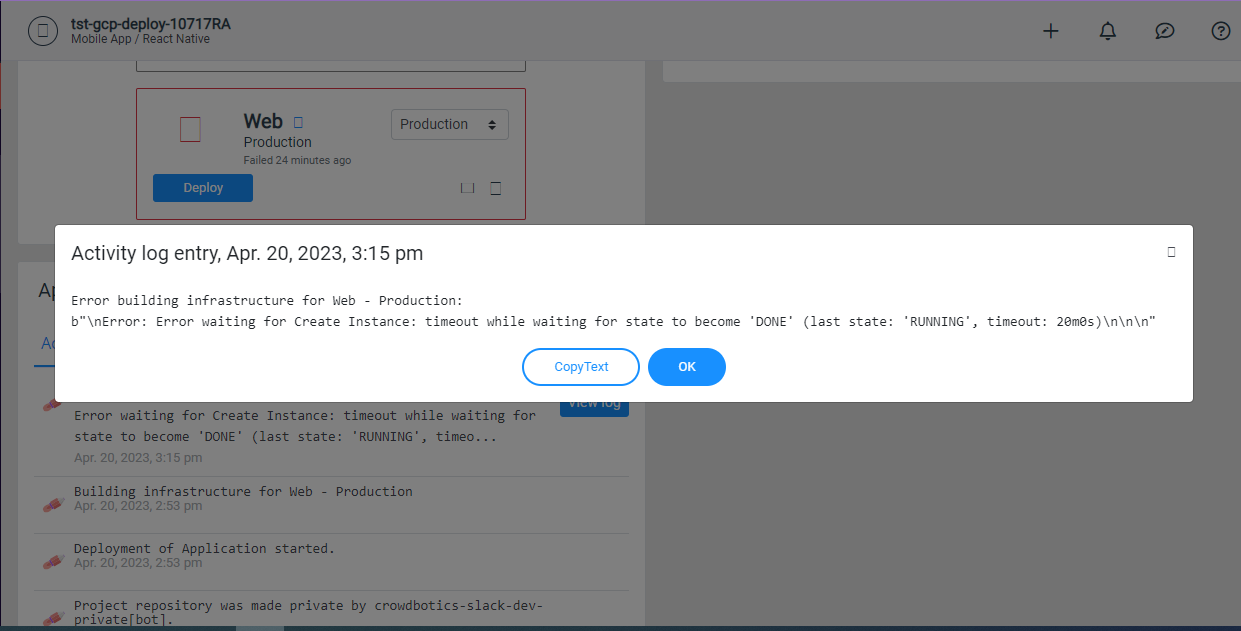 tst-gcp-deploy-10717RA
Mobile App / React Native
Web
Production
Production
Failed 24 minutes ago
Deploy
Activity log entry, Apr. 20, 2023, 3:15 pm
Error building infrastructure for Web - Production:
b"\nError: Error waiting for Create Instance: timeout while waiting for state to become 'DONE' (last state: 'RUNNING', timeout: 20m0s)\n\n\n"
CopyText
OK
View log
Error waiting for Create Instance: timeout while waiting for
state to become 'DONE' (last state: 'RUNNING', timeo...
Apr. 20, 2023, 3:15 pm
Building infrastructure for Web - Production
Apr. 20, 2023, 2:53 pm
Deployment of Application started.
Apr. 20, 2023, 2:53 pm
Project repository was made private by crowdbotics-slack-dev-
private[bot].